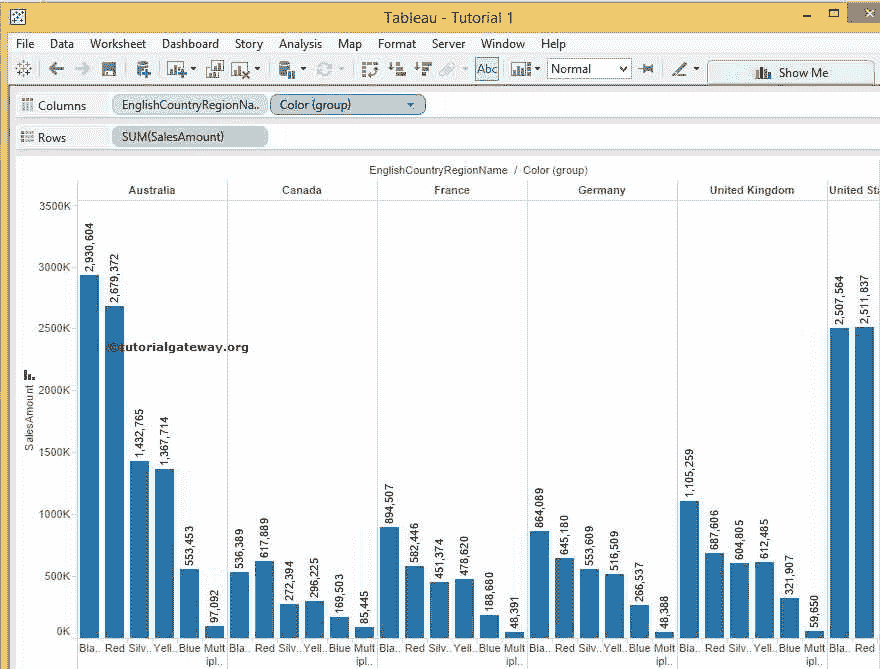 Tableau - Tutorial 1
File Data Worksheet Dashboard Story Analysis Map Format Server Window Help
Abc Normal Show Me
Columns EnglishCountryRegionNa.. Color (group)
Rows SUM(SalesAmount)
EnglishCountryRegionName / Color (group)
Australia Canada France Germany United Kingdom United Sta
3500K
3000K
2500K
2000K
1500K
1000K
500K
0K
SalesAmount
2,930,604 2,679,372 1,432,765 1,367,714 553,453 97,092
536,389 617,889 272,394 296,225 169,503 85,445
894,507 582,446 451,374 478,620 188,680 48,391
864,089 645,180 553,609 516,509 266,537 48,388
1,105,259 687,606 604,805 612,485 321,907 59,650
2,507,564 2,511,837
©tutorialgateway.org
Bla.. Red Silv.. Yell.. Blue Mult ipl..
Bla.. Red Silv.. Yell.. Blue Mult ipl..
Bla.. Red Silv.. Yell.. Blue Mult ipl..
Bla.. Red Silv.. Yell.. Blue Mult ipl..
Bla.. Red Silv.. Yell.. Blue Mult ipl..
Bla.. Red